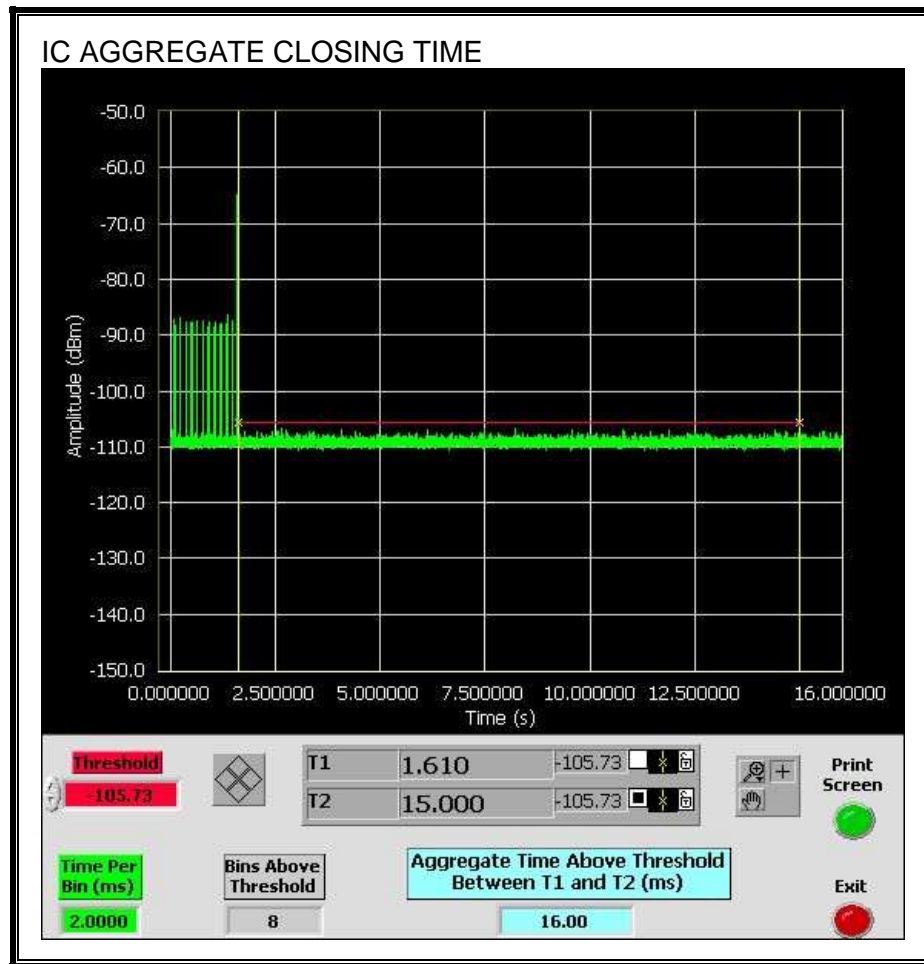 IC AGGREGATE CLOSING TIME
-50.0
-60.0
-70.0
-80.0
-90.0
-100.0
-110.0
-120.0
-130.0
-140.0
-150.0
Amplitude (dBm)
0.000000 2.500000 5.000000 7.500000 10.000000 12.500000 16.000000
Time (s)
Threshold
-105.73
T1 1.610 -105.73
T2 15.000 -105.73
Print
Screen
Time Per
Bin (ms)
2.0000
Bins Above
Threshold
8
Aggregate Time Above Threshold
Between T1 and T2 (ms)
16.00
Exit